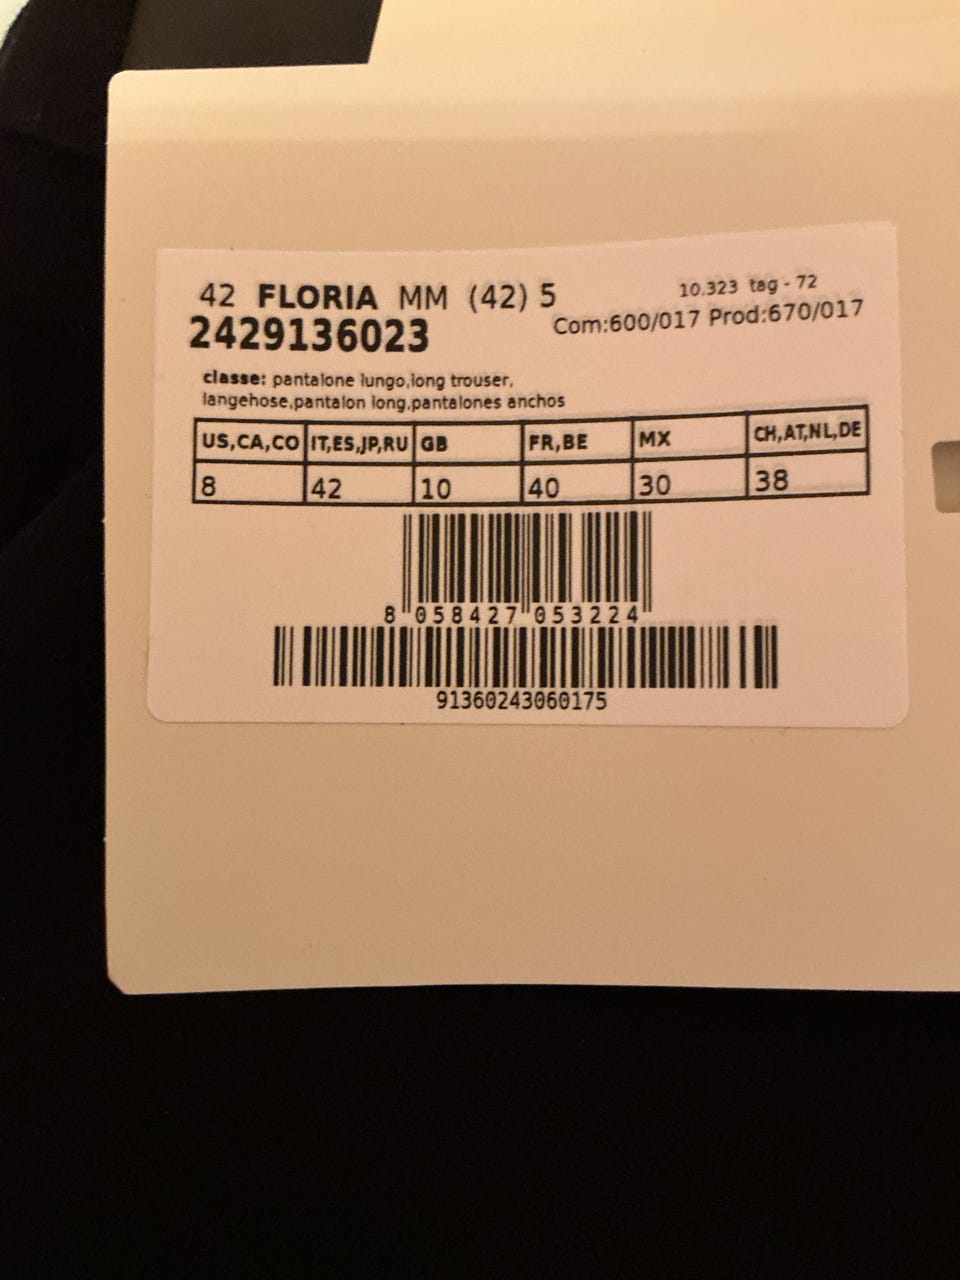 42 FLORIA MM (42) 5
10.323 tag - 72
2429136023
Com:600/017 Prod:670/017
classe: pantalone lungo,long trouser,
langehose,pantalon long,pantalones anchos
US,CA,CO IT,ES,JP,RU GB FR,BE MX CH,AT,NL,DE
8 42 10 40 30 38
8 058427 053224
91360243060175